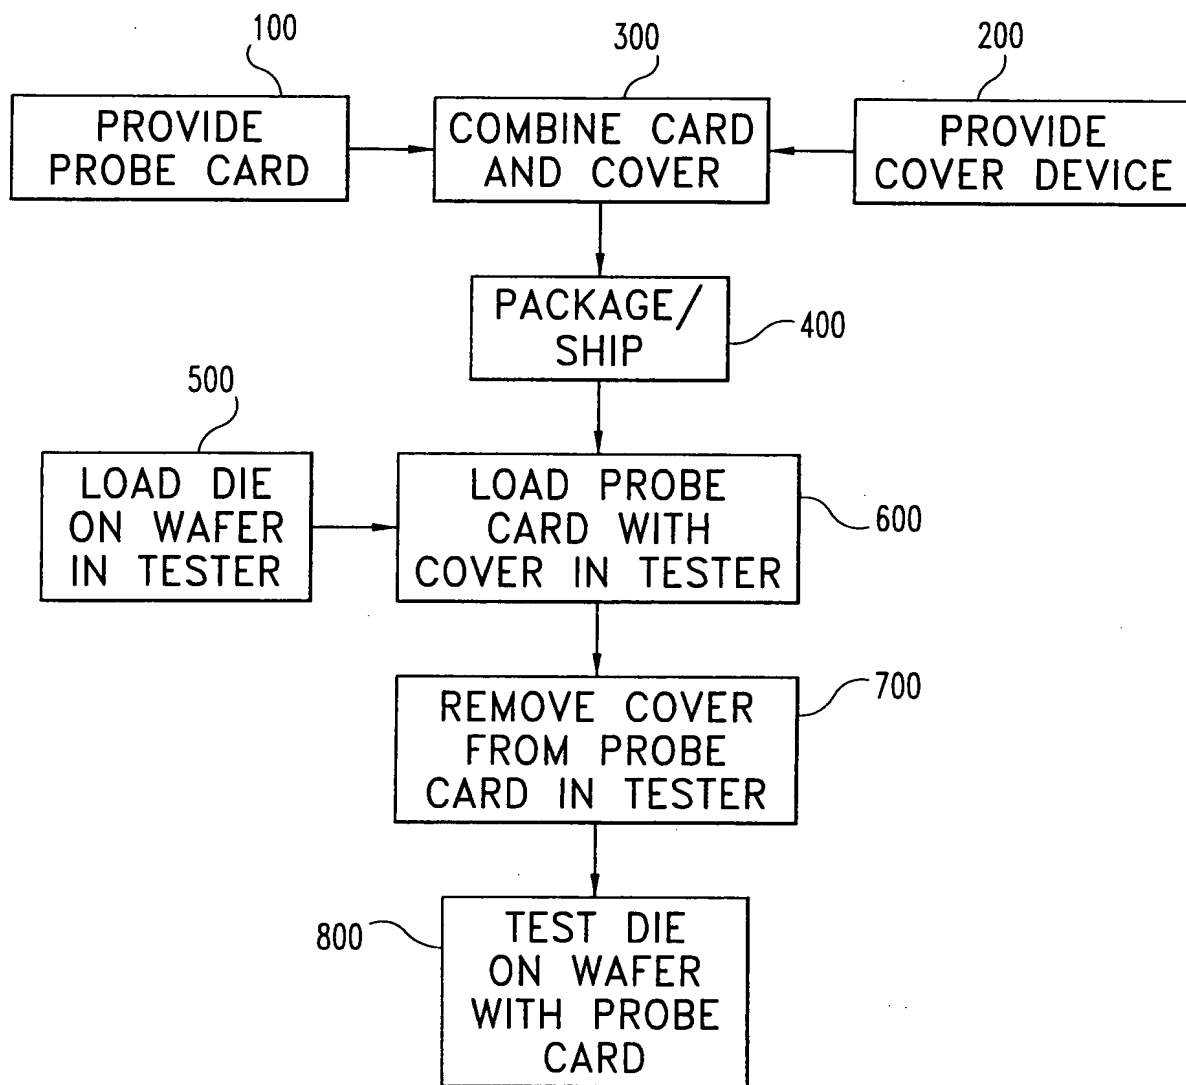 100
300
200
PROVIDE
PROBE CARD
COMBINE CARD
AND COVER
PROVIDE
COVER DEVICE
PACKAGE/
SHIP
400
500
LOAD DIE
ON WAFER
IN TESTER
LOAD PROBE
CARD WITH
COVER IN TESTER
600
REMOVE COVER
FROM PROBE
CARD IN TESTER
700
800
TEST DIE
ON WAFER
WITH PROBE
CARD